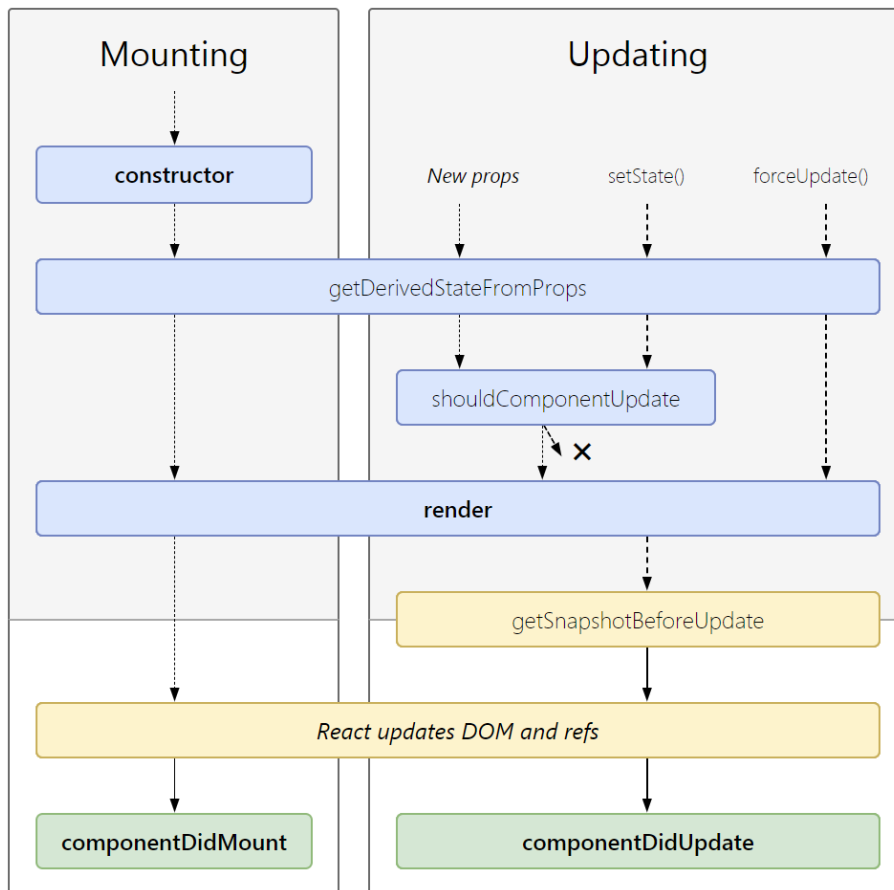 Mounting
Updating
constructor
New props
setState()
forceUpdate()
getDerivedStateFromProps
shouldComponentUpdate
render
getSnapshotBeforeUpdate
React updates DOM and refs
componentDidMount
componentDidUpdate